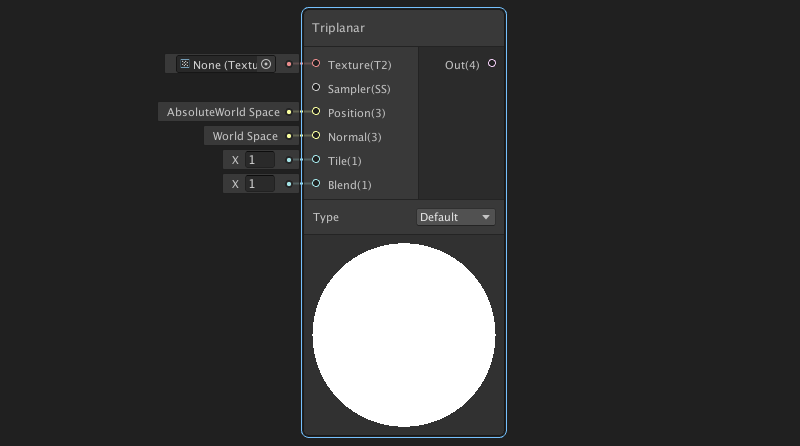 Triplanar
None (Textu
Texture(T2)
Out(4)
Sampler(SS)
AbsoluteWorld Space
Position(3)
World Space
Normal(3)
X 1
Tile(1)
X 1
Blend(1)
Type
Default